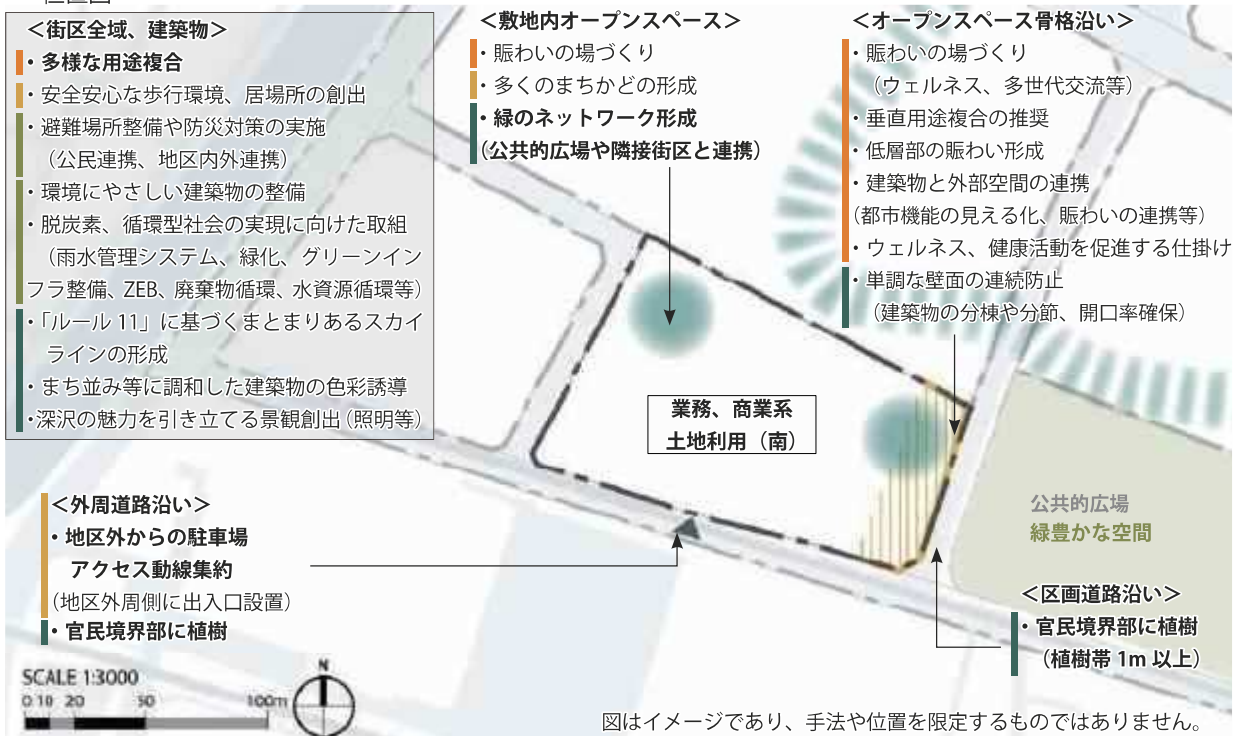 ＜街区全域、建築物＞
・多様な用途複合
・安全安心な歩行環境、居場所の創出
・避難場所整備や防災対策の実施
（公民連携、地区内外連携）
・環境にやさしい建築物の整備
・脱炭素、循環型社会の実現に向けた取組
（雨水管理システム、緑化、グリーンイン
フラ整備、ZEB、廃棄物循環、水資源循環等）
・「ルール 11」に基づくまとまりあるスカイ
ラインの形成
・まち並み等に調和した建築物の色彩誘導
・深沢の魅力を引き立てる景観創出（照明等）
＜敷地内オープンスペース＞
・賑わいの場づくり
・多くのまちかどの形成
・緑のネットワーク形成
（公共的広場や隣接街区と連携）
＜オープンスペース骨格沿い＞
・賑わいの場づくり
（ウェルネス、多世代交流等）
・垂直用途複合の推奨
・低層部の賑わい形成
・建築物と外部空間の連携
（都市機能の見える化、賑わいの連携等）
・ウェルネス、健康活動を促進する仕掛け
・単調な壁面の連続防止
（建築物の分棟や分節、開口率確保）
業務、商業系
土地利用（南）
＜外周道路沿い＞
・地区外からの駐車場
アクセス動線集約
（地区外周側に出入口設置）
・官民境界部に植樹
公共的広場
緑豊かな空間
＜区画道路沿い＞
・官民境界部に植樹
（植樹帯 1m 以上）
SCALE 1:3000
0 10 20 50 100m
N
図はイメージであり、手法や位置を限定するものではありません。